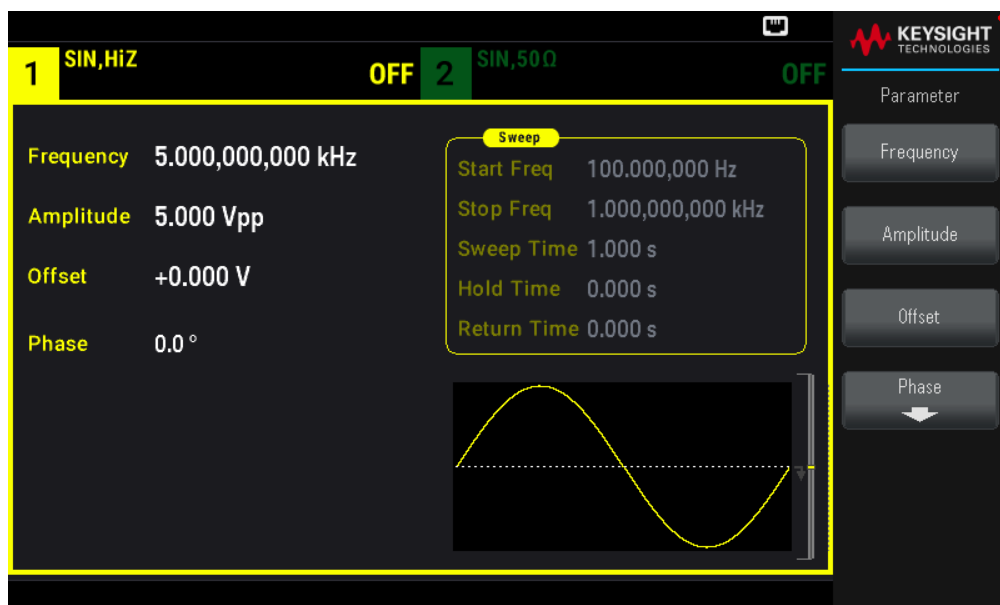 KEYSIGHT
TECHNOLOGIES
1 SIN,HiZ OFF 2 SIN,50Ω OFF
Parameter
Frequency 5.000,000,000 kHz
Amplitude 5.000 Vpp
Offset +0.000 V
Phase 0.0 °
Sweep
Start Freq 100.000,000 Hz
Stop Freq 1.000,000,000 kHz
Sweep Time 1.000 s
Hold Time 0.000 s
Return Time 0.000 s
Frequency
Amplitude
Offset
Phase